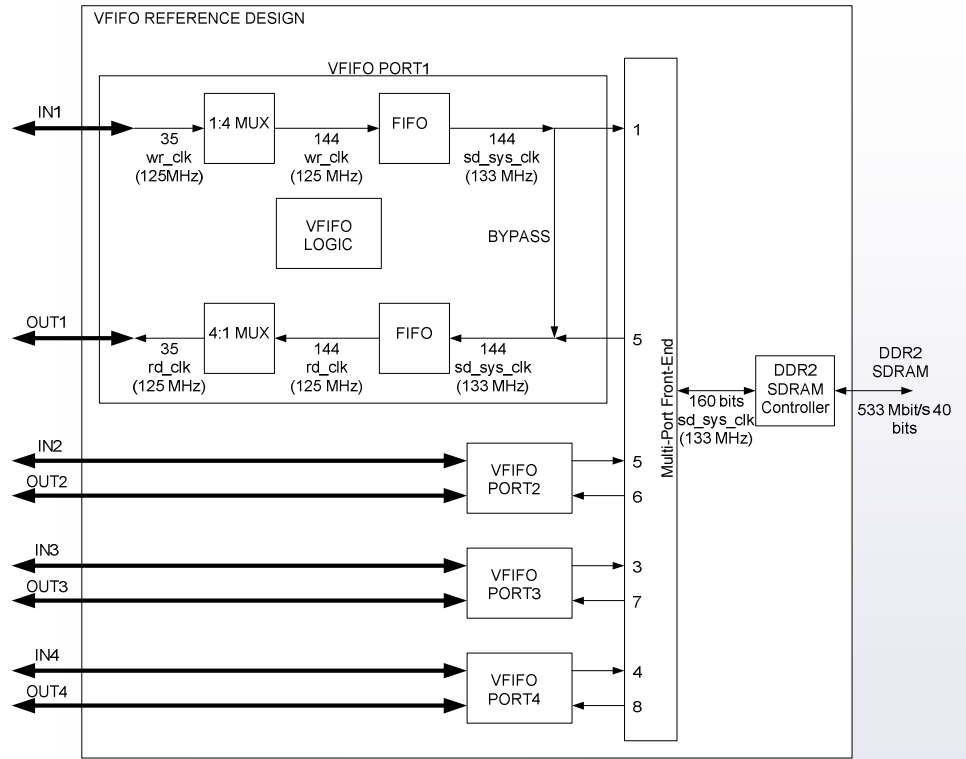 VFIFO REFERENCE DESIGN
VFIFO PORT1
IN1
1:4 MUX
FIFO
1
35
wr_clk
(125MHz)
144
wr_clk
(125 MHz)
144
sd_sys_clk
(133 MHz)
VFIFO
LOGIC
BYPASS
OUT1
4:1 MUX
FIFO
5
35
rd_clk
(125 MHz)
144
rd_clk
(125 MHz)
144
sd_sys_clk
(133 MHz)
Multi-Port Front-End
160 bits
sd_sys_clk
(133 MHz)
DDR2
SDRAM
Controller
DDR2
SDRAM
533 Mbit/s 40
bits
IN2
OUT2
VFIFO
PORT2
5
6
IN3
OUT3
VFIFO
PORT3
3
7
IN4
OUT4
VFIFO
PORT4
4
8